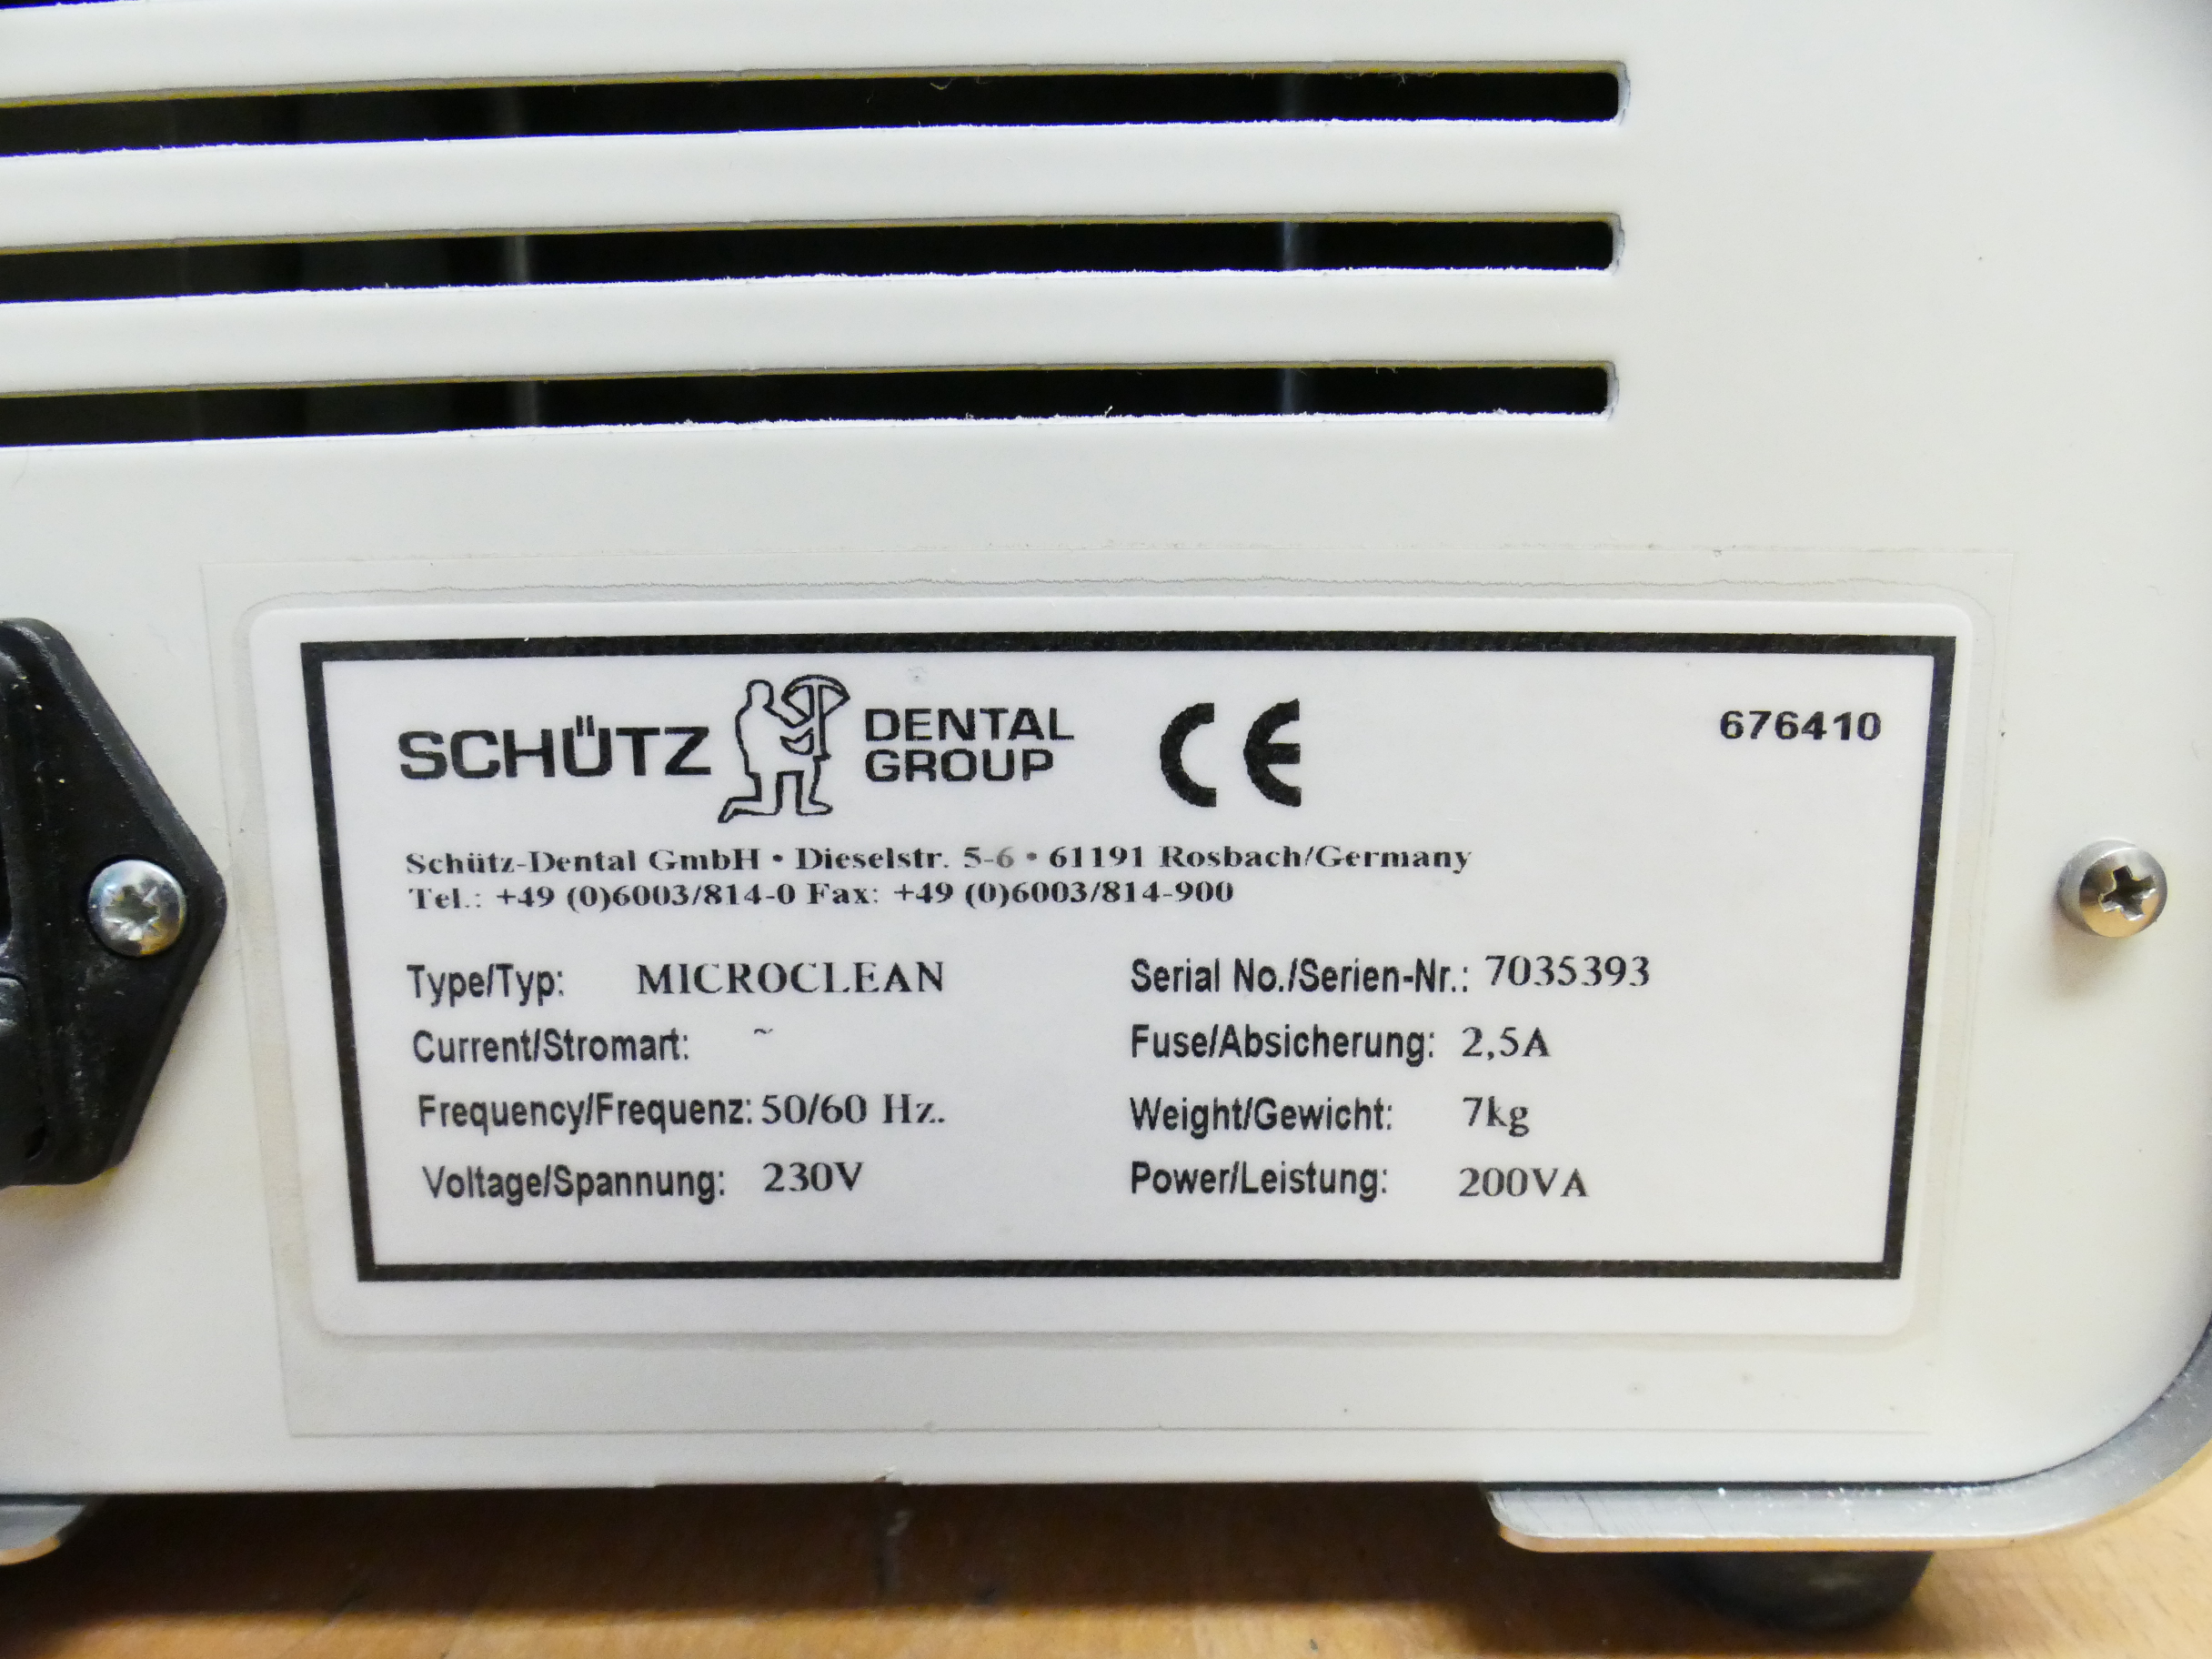 SCHÜTZ DENTAL GROUP CE 676410
Schütz-Dental GmbH • Dieselstr. 5-6 • 61191 Rosbach/Germany
Tel.: +49 (0)6003/814-0 Fax: +49 (0)6003/814-900
Type/Typ: MICROCLEAN Serial No./Serien-Nr.: 7035393
Current/Stromart: ~ Fuse/Absicherung: 2,5A
Frequency/Frequenz: 50/60 Hz. Weight/Gewicht: 7kg
Voltage/Spannung: 230V Power/Leistung: 200VA